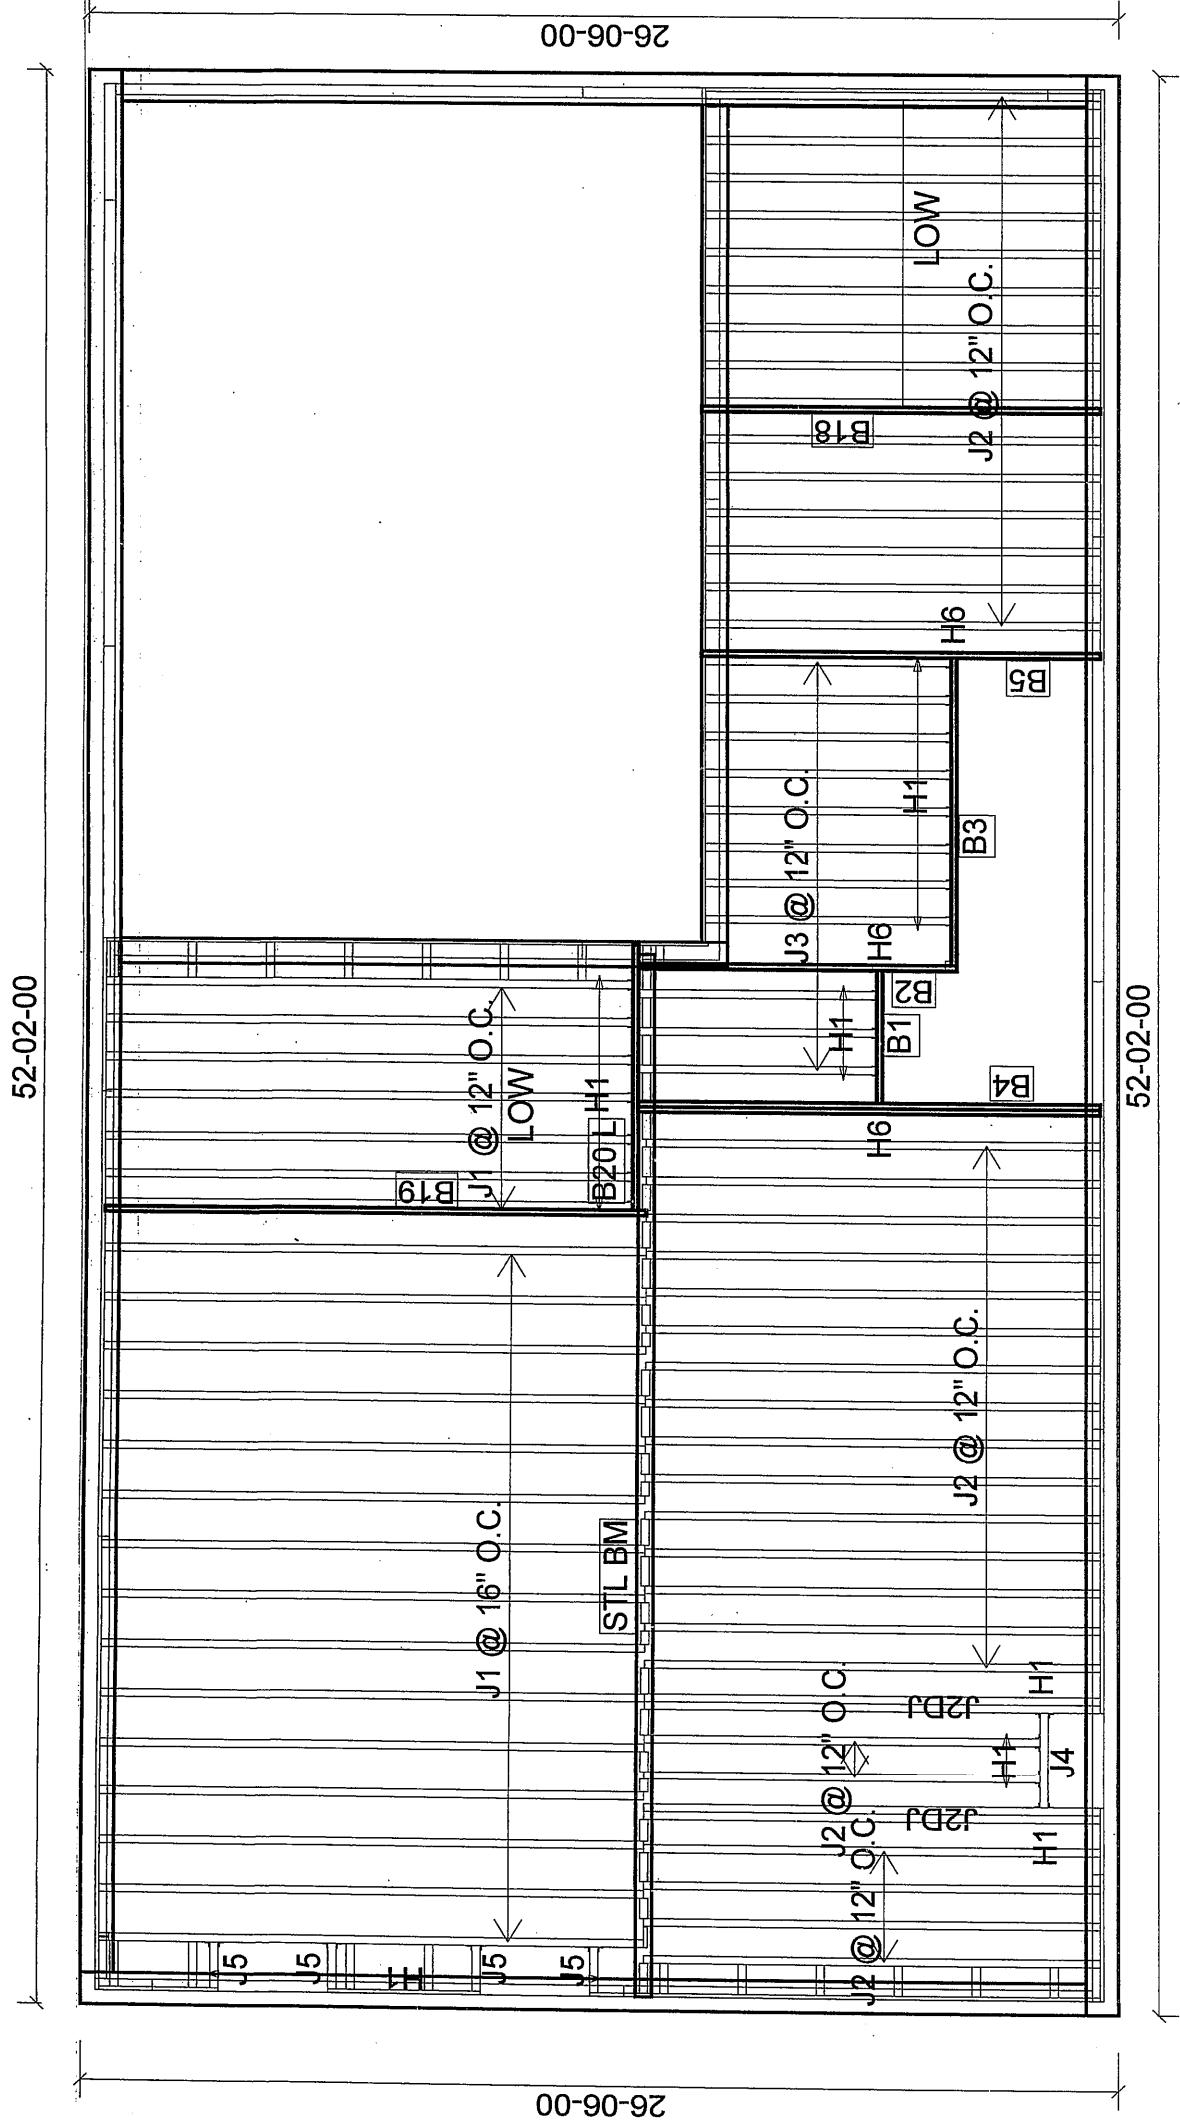 26-06-00
52-02-00
LOW
J2 @ 12" O.C.
B18
H6
B5
J3 @ 12" O.C.
H1
B3
H6
B2
H1
B1
B4
H6
J1 @ 12" O.C.
LOW
B20 L
H1
B19
52-02-00
J1 @ 16" O.C.
STL BM
J2 @ 12" O.C.
J2 @ 12" O.C.
J2DJ
H1
H1
J4
J2DJ
H1
J2 @ 12" O.C.
J5
J5
H1
J5
J5
26-06-00